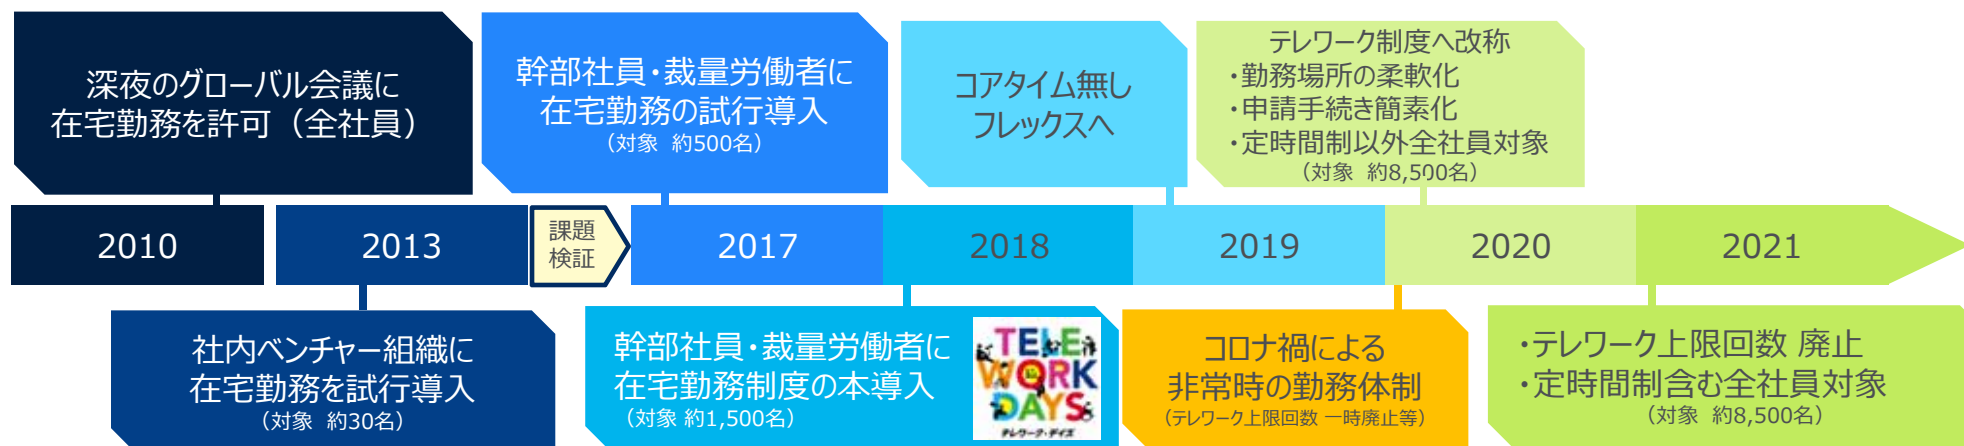 深夜のグローバル会議に
在宅勤務を許可（全社員）
幹部社員・裁量労働者に
在宅勤務の試行導入
（対象 約500名）
コアタイム無し
フレックスへ
テレワーク制度へ改称
・勤務場所の柔軟化
・申請手続き簡素化
・定時間制以外全社員対象
（対象 約8,500名）
2010
2013
課題
検証
2017
2018
2019
2020
2021
社内ベンチャー組織に
在宅勤務を試行導入
（対象 約30名）
幹部社員・裁量労働者に
在宅勤務制度の本導入
（対象 約1,500名）
TELE
WORK
DAYS
テレワーク・デイズ
コロナ禍による
非常時の勤務体制
（テレワーク上限回数 一時廃止等）
・テレワーク上限回数 廃止
・定時間制含む全社員対象
（対象 約8,500名）